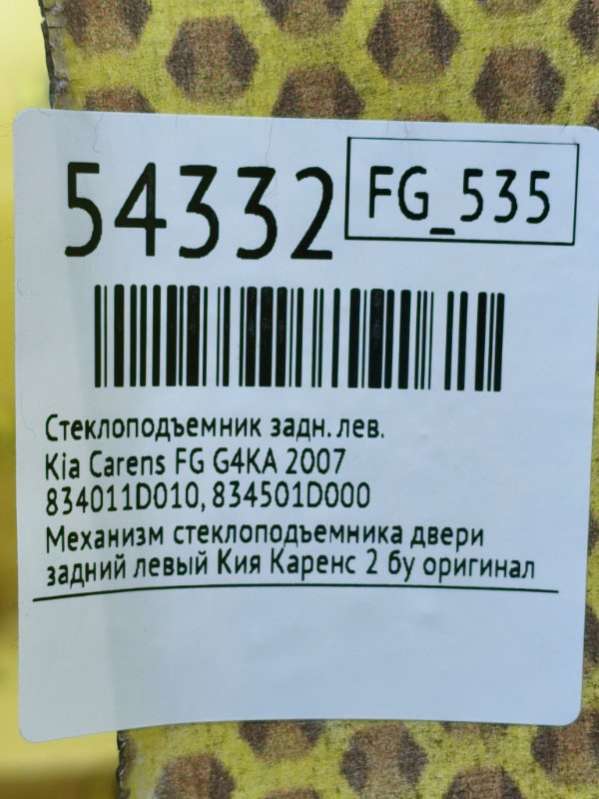 54332
FG_535
Стеклоподъемник задн. лев.
Kia Carens FG G4KA 2007
834011D010, 834501D000
Механизм стеклоподъемника двери
задний левый Кия Каренс 2 бу оригинал